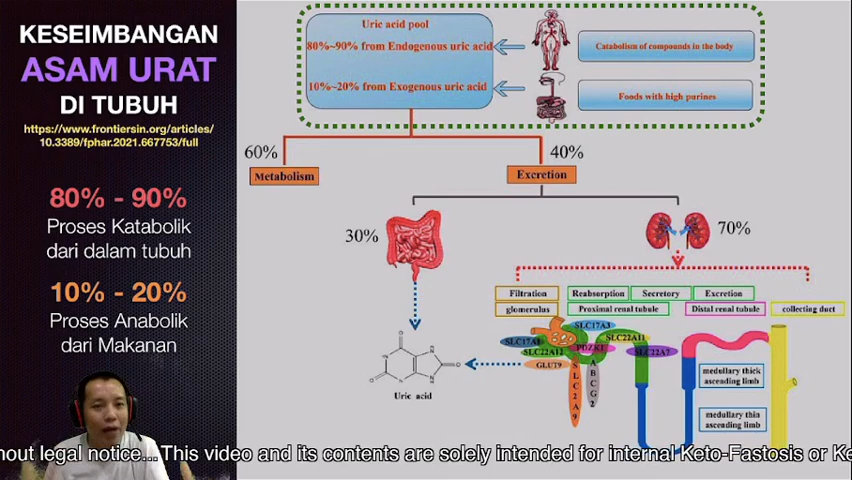 KESEIMBANGAN
ASAM URAT
DI TUBUH
https://www.frontiersin.org/articles/
10.3389/fphar.2021.667753/full
80% - 90%
Proses Katabolik
dari dalam tubuh
10% - 20%
Proses Anabolik
dari Makanan
Uric acid pool
80%~90% from Endogenous uric acid
Catabolism of compounds in the body
10%~20% from Exogenous uric acid
Foods with high purines
60%
40%
Metabolism
Excretion
30%
70%
Filtration
Reabsorption
Secretory
Excretion
glomerulus
Proximal renal tubule
Distal renal tubule
collecting duct
SLC17A3
SLC22A11
PDZK1
SLC22A12
SLC22A7
GLUT9
SLC2A9
ABCG2
medullary thick
ascending limb
medullary thin
ascending limb
Uric acid
hout legal notice... This video and its contents are solely intended for internal Keto-Fastosis or Ke